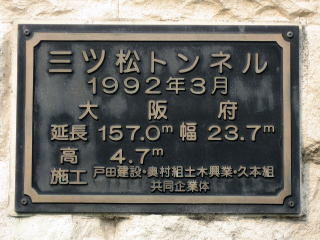 三ツ松トンネル
1992年3月
大阪府
延長 157.0m 幅 23.7m
高 4.7m
施工 戸田建設・奥村組土木興業・久本組
共同企業体